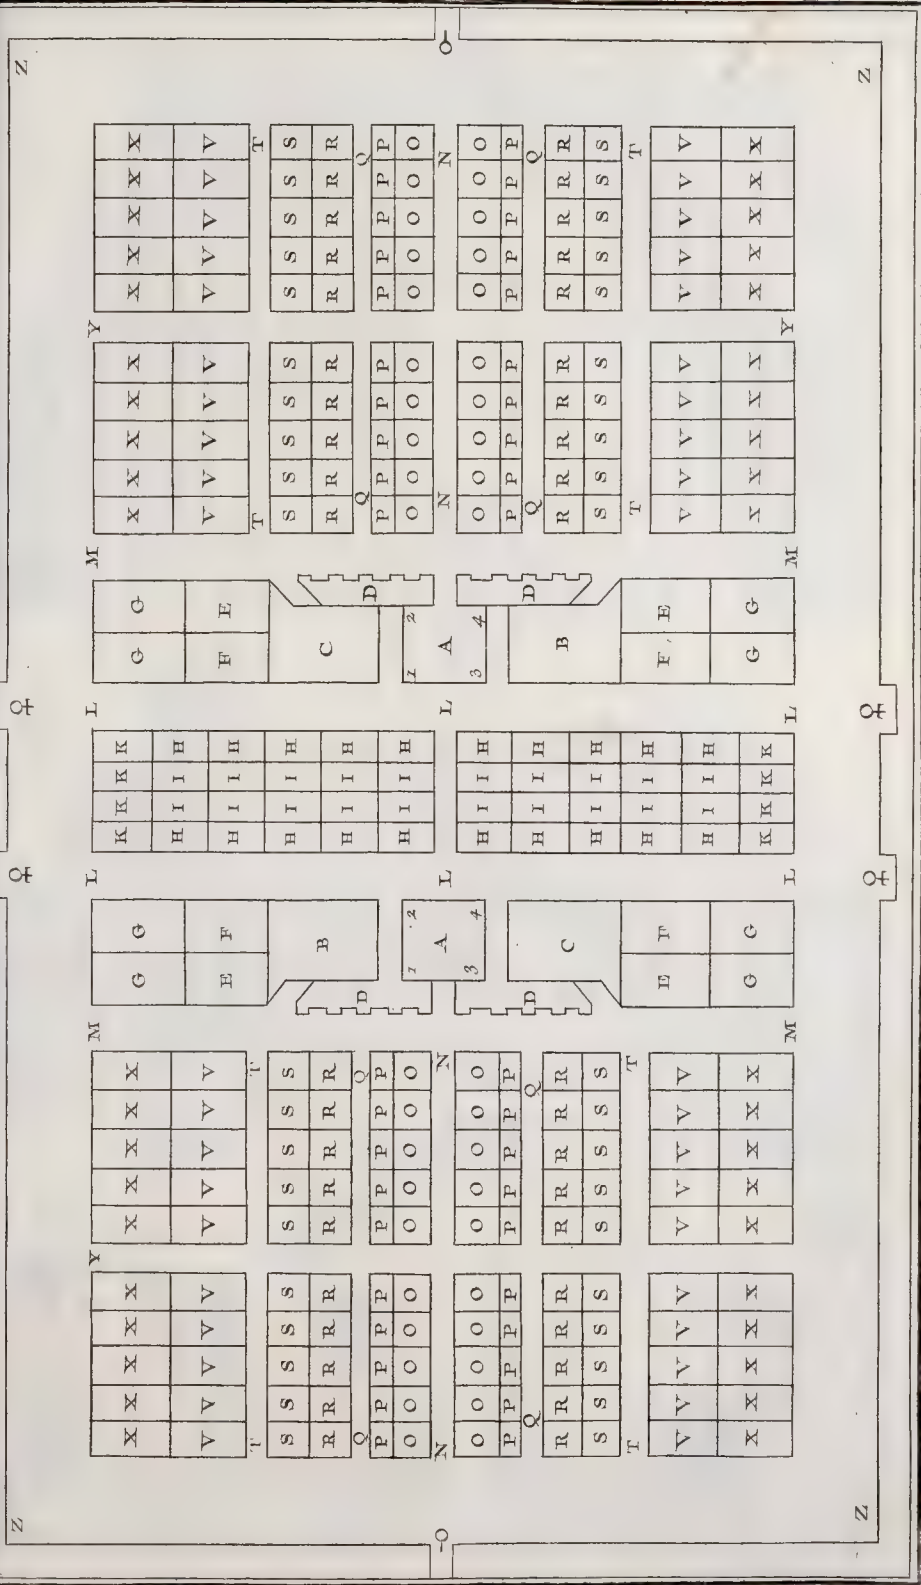 ♀
Z Z
X V T S R Q P O N O P Q R S T V X
X V S R P O O P R S V X
X V S R P O O P R S V X
X V S R P O O P R S V X
X V S R P O O P R S V X
Y Y
X V S R P O O P R S V X
X V S R P O O P R S V X
X V S R P O O P R S V X
X V S R P O O P R S V X
X V T S R Q P O N O P Q R S T V X
M M
G E D D E G
2 4
G F C A B F G
1 3
♀ L L L ♀
K H H H H H H H H H H K
K I I I I I I I I I I K
K I I I I I I I I I I K
K H H H H H H H H H H K
♀ L L L ♀
2 4
G F B A C F G
1 3
G E D D E G
M M
X V T S R Q P O N O P Q R S T V X
X V S R P O O P R S V X
X V S R P O O P R S V X
X V S R P O O P R S V X
X V S R P O O P R S V X
Y
X V S R P O O P R S V X
X V S R P O O P R S V X
X V S R P O O P R S V X
X V S R P O O P R S V X
X V T S R Q P O N O P Q R S T V X
Z Z
♀